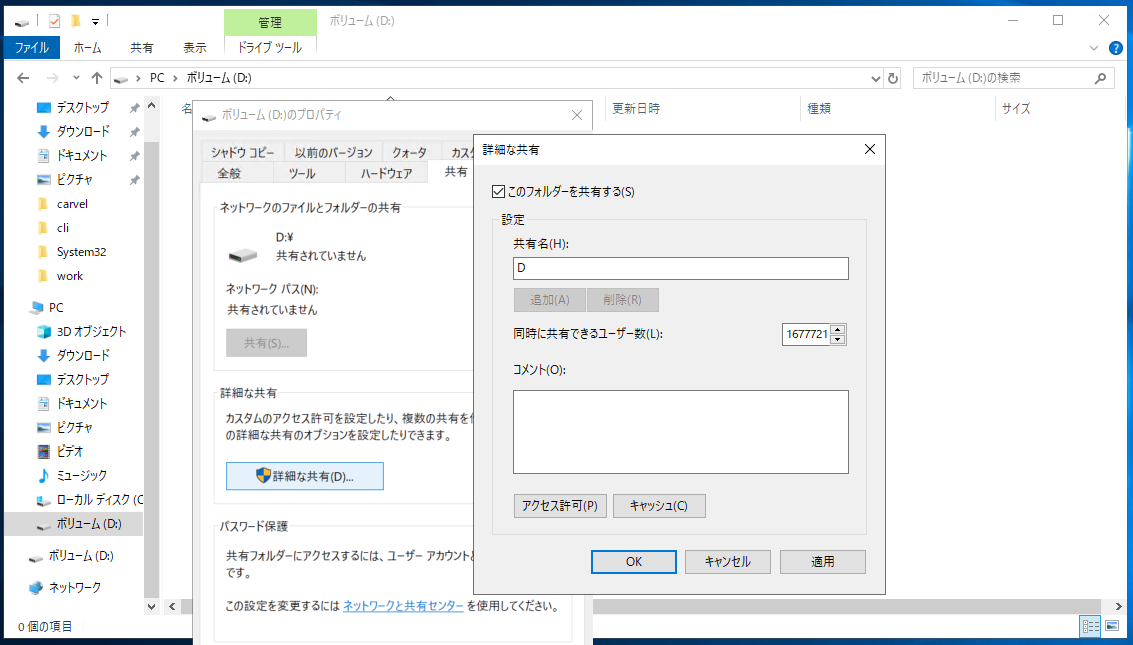 管理
ボリューム (D:)
ファイル
ホーム
共有
表示
ドライブ ツール
PC
ボリューム (D:)
ボリューム (D:)の検索
デスクトップ
ダウンロード
ドキュメント
ピクチャ
carvel
cli
System32
work
PC
3D オブジェクト
ダウンロード
デスクトップ
ドキュメント
ピクチャ
ビデオ
ミュージック
ローカル ディスク (C
ボリューム (D:)
ボリューム (D:)
ネットワーク
0 個の項目
名
更新日時
種類
サイズ
ボリューム (D:)のプロパティ
シャドウ コピー
以前のバージョン
クォータ
カスタ
全般
ツール
ハードウェア
共有
ネットワークのファイルとフォルダーの共有
D:¥
共有されていません
ネットワーク パス(N):
共有されていません
共有(S)...
詳細な共有
カスタムのアクセス許可を設定したり、複数の共有を作
の詳細な共有のオプションを設定したりできます。
詳細な共有(D)...
パスワード保護
共有フォルダーにアクセスするには、ユーザー アカウントと
です。
この設定を変更するには ネットワークと共有センター を使用してください。
詳細な共有
このフォルダーを共有する(S)
設定
共有名(H):
D
追加(A)
削除(R)
同時に共有できるユーザー数(L):
1677721
コメント(O):
アクセス許可(P)
キャッシュ(C)
OK
キャンセル
適用